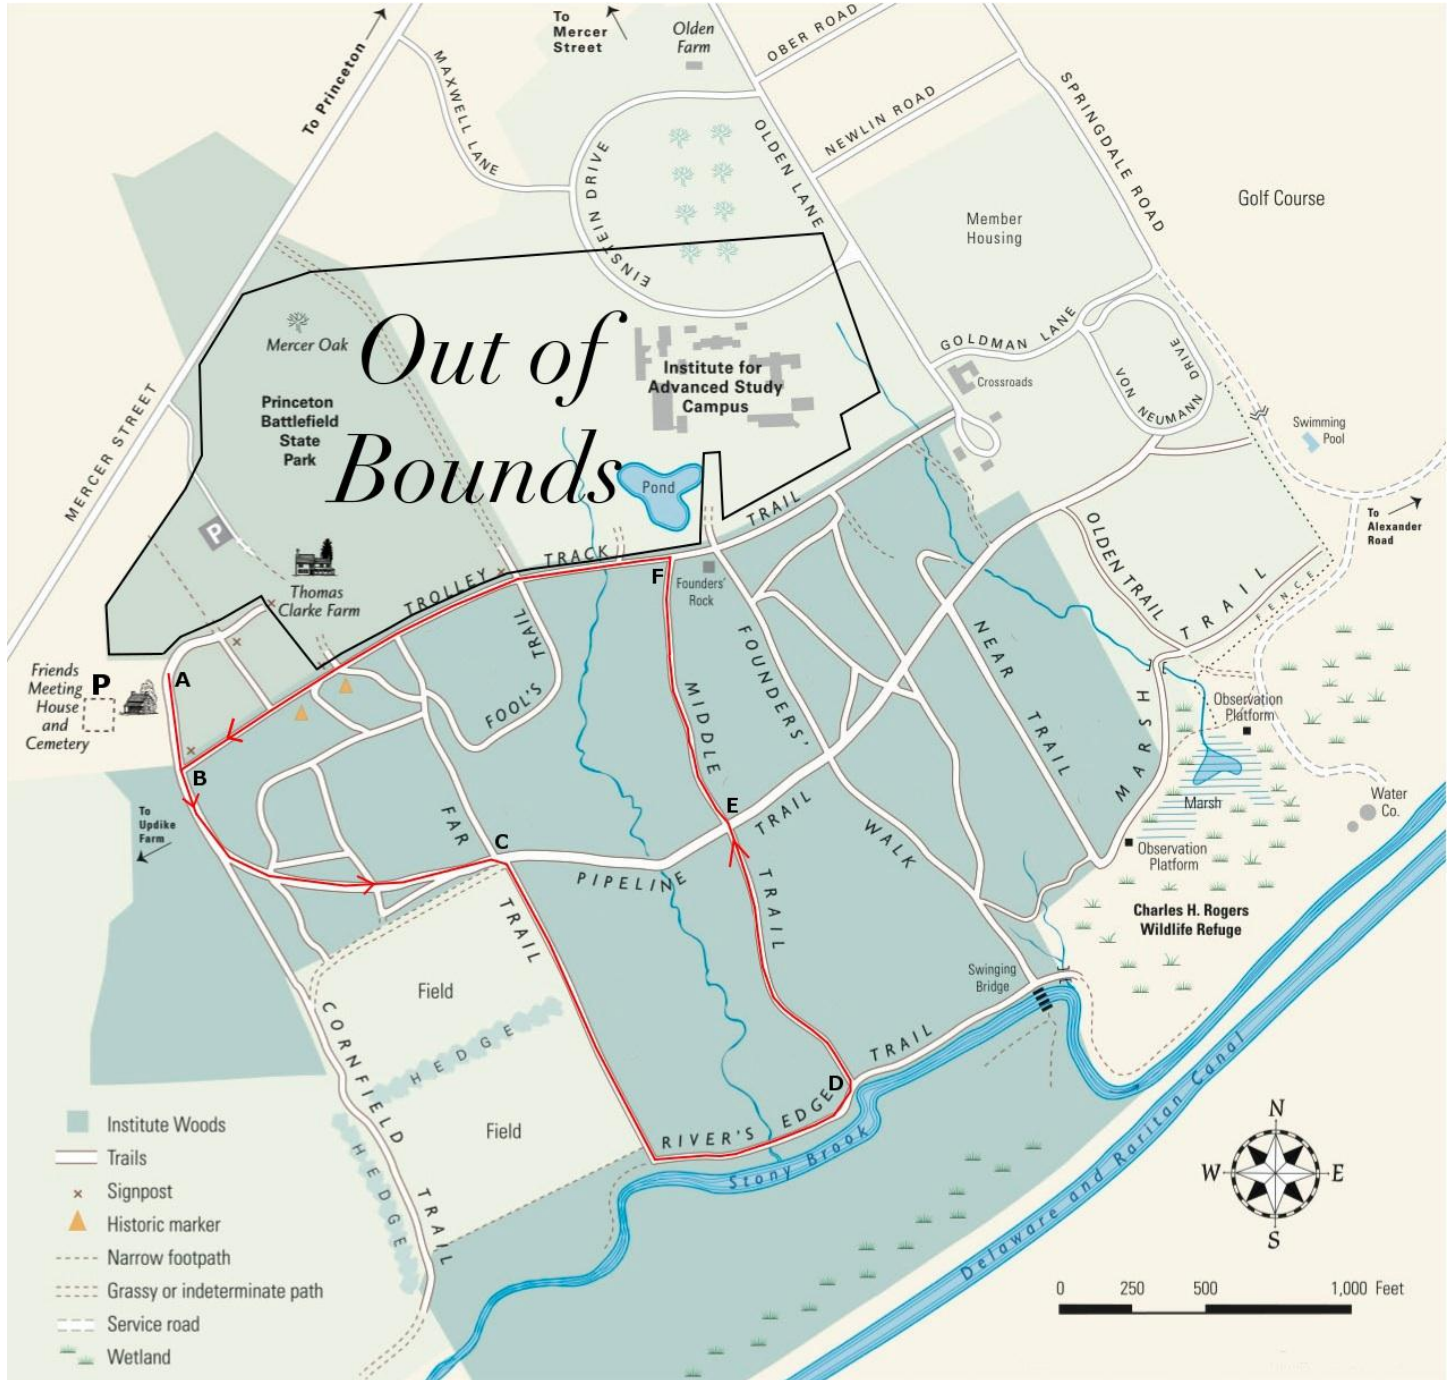 To Princeton
To
Mercer
Street
Olden
Farm
OBER ROAD
MAXWELL LANE
NEWLIN ROAD
SPRINGDALE ROAD
OLDEN LANE
EINSTEIN DRIVE
Golf Course
Member
Housing
Mercer Oak
Out of
Bounds
Institute for
Advanced Study
Campus
GOLDMAN LANE
VON NEUMANN
DRIVE
Crossroads
Princeton
Battlefield
State
Park
MERCER STREET
Swimming
Pool
Pond
P
To
Alexander
Road
TROLLEY TRACK TRAIL
Thomas
Clarke Farm
F
Founders'
Rock
OLDEN TRAIL
FENCE
Friends
Meeting
House
and
Cemetery
P
A
B
FOOL'S TRAIL
MIDDLE TRAIL
FOUNDERS' WALK
NEAR TRAIL
MARSH TRAIL
Observation
Platform
Marsh
Water
Co.
To
Updike
Farm
FAR TRAIL
C
E
PIPELINE TRAIL
Observation
Platform
Charles H. Rogers
Wildlife Refuge
Swinging
Bridge
Field
HEDGE
CORNFIELD TRAIL
Field
HEDGE
D
RIVER'S EDGE TRAIL
Stony Brook
Delaware and Raritan Canal
Institute Woods
Trails
Signpost
Historic marker
Narrow footpath
Grassy or indeterminate path
Service road
Wetland
N
W E
S
0 250 500 1,000 Feet